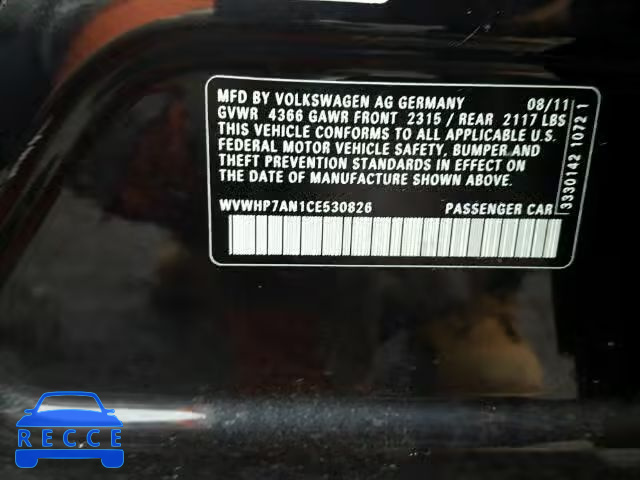 MFD BY VOLKSWAGEN AG GERMANY 08/11
GVWR 4366 GAWR FRONT 2315 / REAR 2117 LBS
THIS VEHICLE CONFORMS TO ALL APPLICABLE U.S.
FEDERAL MOTOR VEHICLE SAFETY, BUMPER AND
THEFT PREVENTION STANDARDS IN EFFECT ON
THE DATE OF MANUFACTURE SHOWN ABOVE.
WVWHP7AN1CE530826 PASSENGER CAR
3330142 1072 1
RECCE